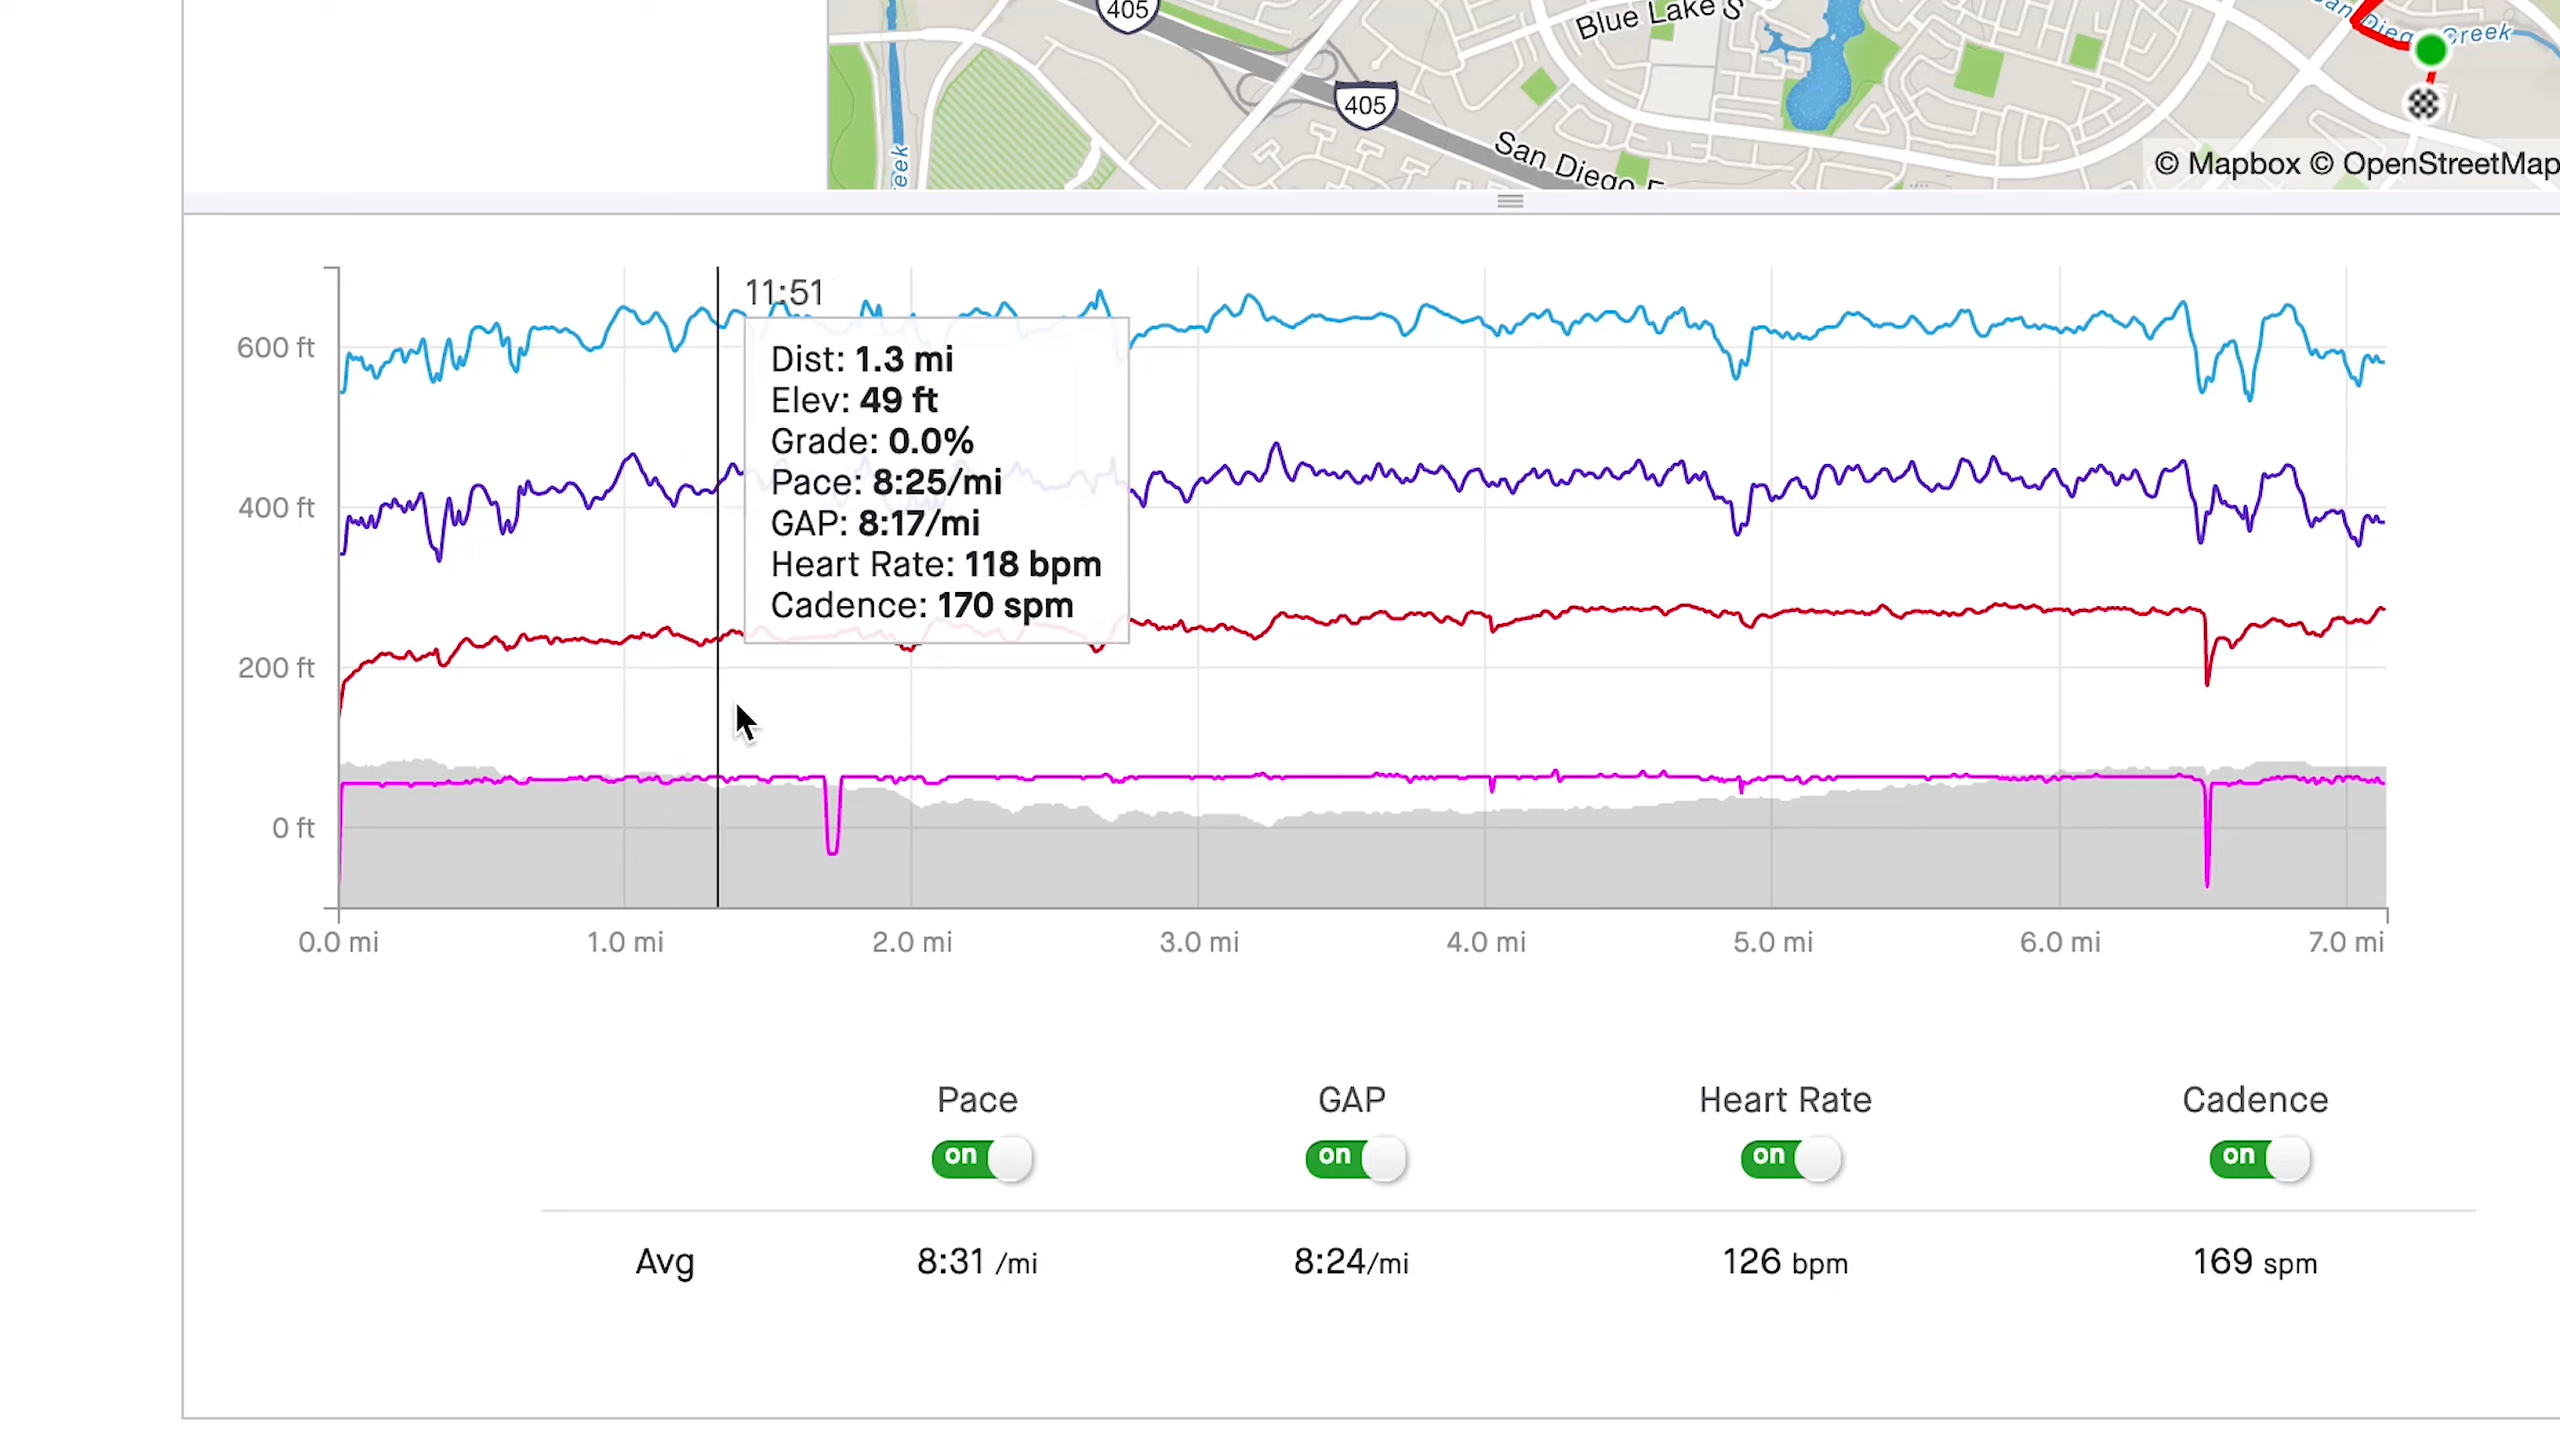 405
Blue Lake S
San Diego Creek
405
eek
San Diego F
© Mapbox © OpenStreetMap
11:51
600 ft
400 ft
200 ft
0 ft
Dist: 1.3 mi
Elev: 49 ft
Grade: 0.0%
Pace: 8:25/mi
GAP: 8:17/mi
Heart Rate: 118 bpm
Cadence: 170 spm
0.0 mi 1.0 mi 2.0 mi 3.0 mi 4.0 mi 5.0 mi 6.0 mi 7.0 mi
Pace GAP Heart Rate Cadence
on on on on
Avg 8:31 /mi 8:24/mi 126 bpm 169 spm